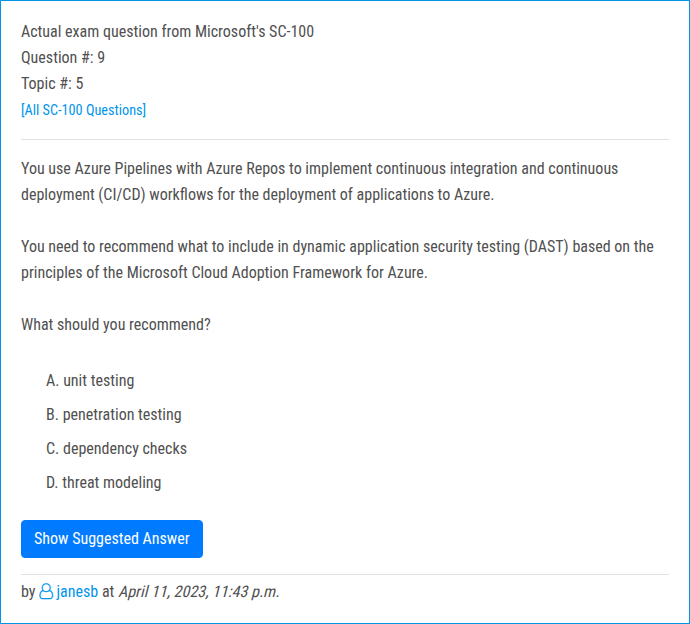 Actual exam question from Microsoft's SC-100
Question #: 9
Topic #: 5
[All SC-100 Questions]
You use Azure Pipelines with Azure Repos to implement continuous integration and continuous
deployment (CI/CD) workflows for the deployment of applications to Azure.
You need to recommend what to include in dynamic application security testing (DAST) based on the
principles of the Microsoft Cloud Adoption Framework for Azure.
What should you recommend?
A. unit testing
B. penetration testing
C. dependency checks
D. threat modeling
Show Suggested Answer
by janesb at April 11, 2023, 11:43 p.m.